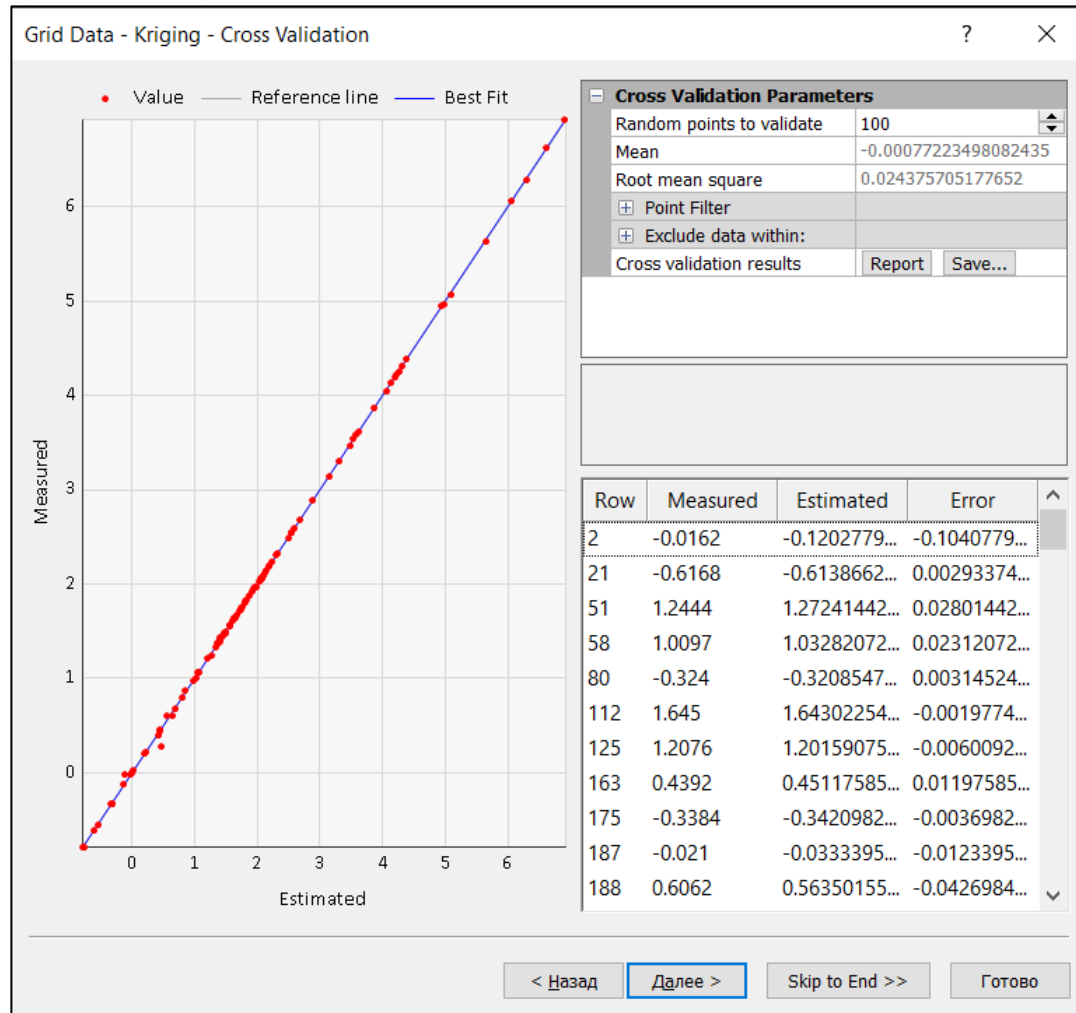 Grid Data - Kriging - Cross Validation ? ×
Value Reference line Best Fit
6
5
4
3
2
1
0
Measured
0 1 2 3 4 5 6
Estimated
Cross Validation Parameters
Random points to validate 100
Mean -0.00077223498082435
Root mean square 0.024375705177652
Point Filter
Exclude data within:
Cross validation results Report Save...
Row Measured Estimated Error
2 -0.0162 -0.1202779... -0.1040779...
21 -0.6168 -0.6138662... 0.00293374...
51 1.2444 1.27241442... 0.02801442...
58 1.0097 1.03282072... 0.02312072...
80 -0.324 -0.3208547... 0.00314524...
112 1.645 1.64302254... -0.0019774...
125 1.2076 1.20159075... -0.0060092...
163 0.4392 0.45117585... 0.01197585...
175 -0.3384 -0.3420982... -0.0036982...
187 -0.021 -0.0333395... -0.0123395...
188 0.6062 0.56350155... -0.0426984...
< Назад Далее > Skip to End >> Готово